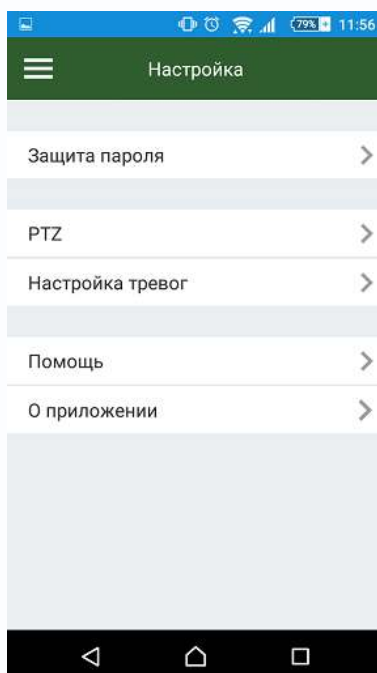 79% 11:56
Настройка
Защита пароля
PTZ
Настройка тревог
Помощь
О приложении